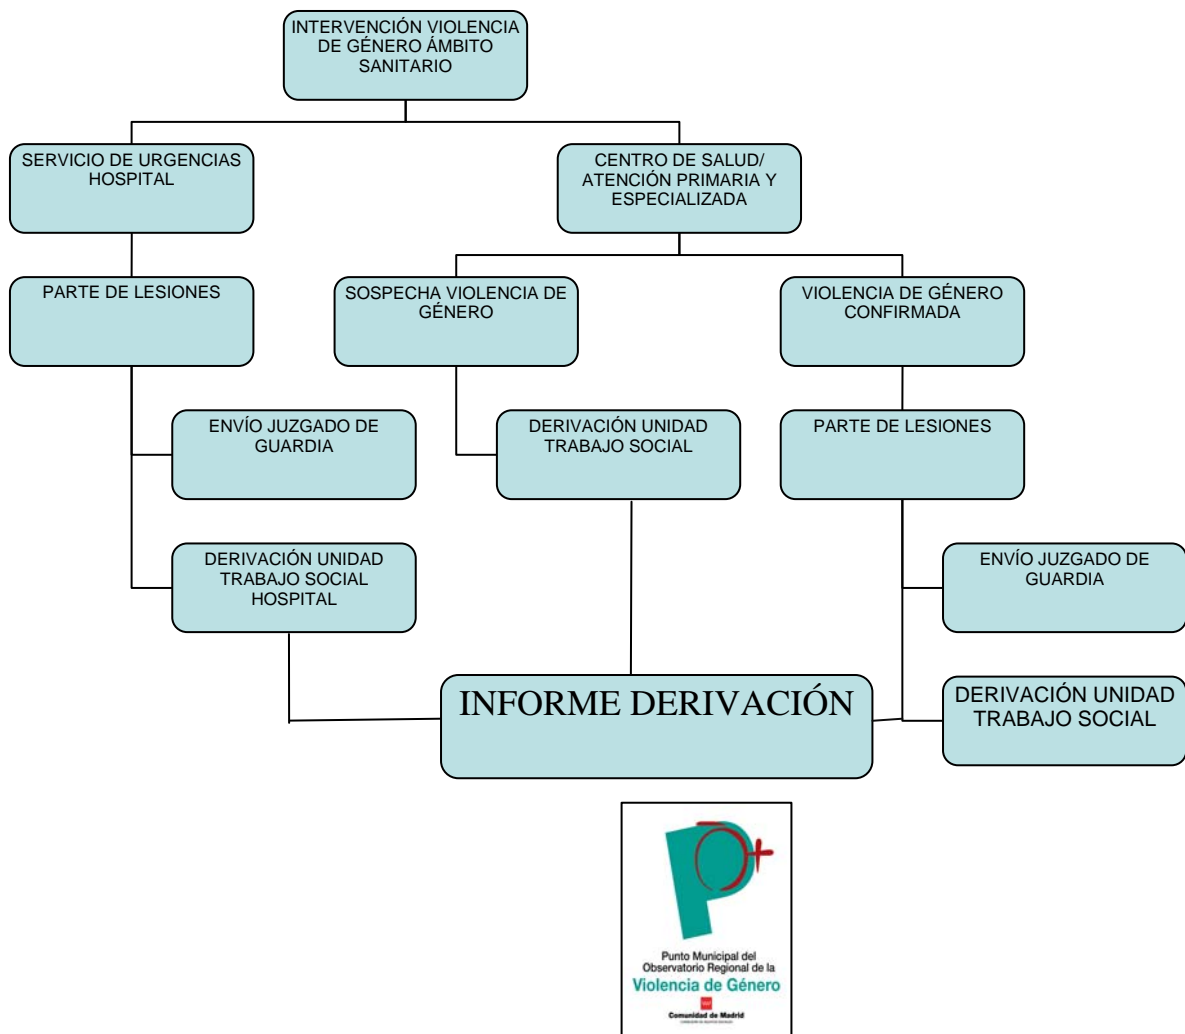 INTERVENCIÓN VIOLENCIA
DE GÉNERO ÁMBITO
SANITARIO
SERVICIO DE URGENCIAS
HOSPITAL
CENTRO DE SALUD/
ATENCIÓN PRIMARIA Y
ESPECIALIZADA
PARTE DE LESIONES
SOSPECHA VIOLENCIA DE
GÉNERO
VIOLENCIA DE GÉNERO
CONFIRMADA
ENVÍO JUZGADO DE
GUARDIA
DERIVACIÓN UNIDAD
TRABAJO SOCIAL
PARTE DE LESIONES
DERIVACIÓN UNIDAD
TRABAJO SOCIAL
HOSPITAL
ENVÍO JUZGADO DE
GUARDIA
INFORME DERIVACIÓN
DERIVACIÓN UNIDAD
TRABAJO SOCIAL
Punto Municipal del
Observatorio Regional de la
Violencia de Género
Comunidad de Madrid